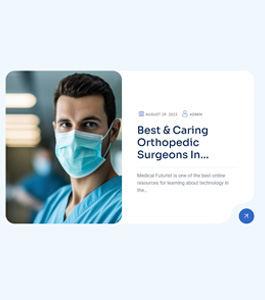 AUGUST 29, 2023 ADMIN
Best & Caring
Orthopedic
Surgeons In...
Medical Futurist is one of the best online
resources for learning about technology in
the...